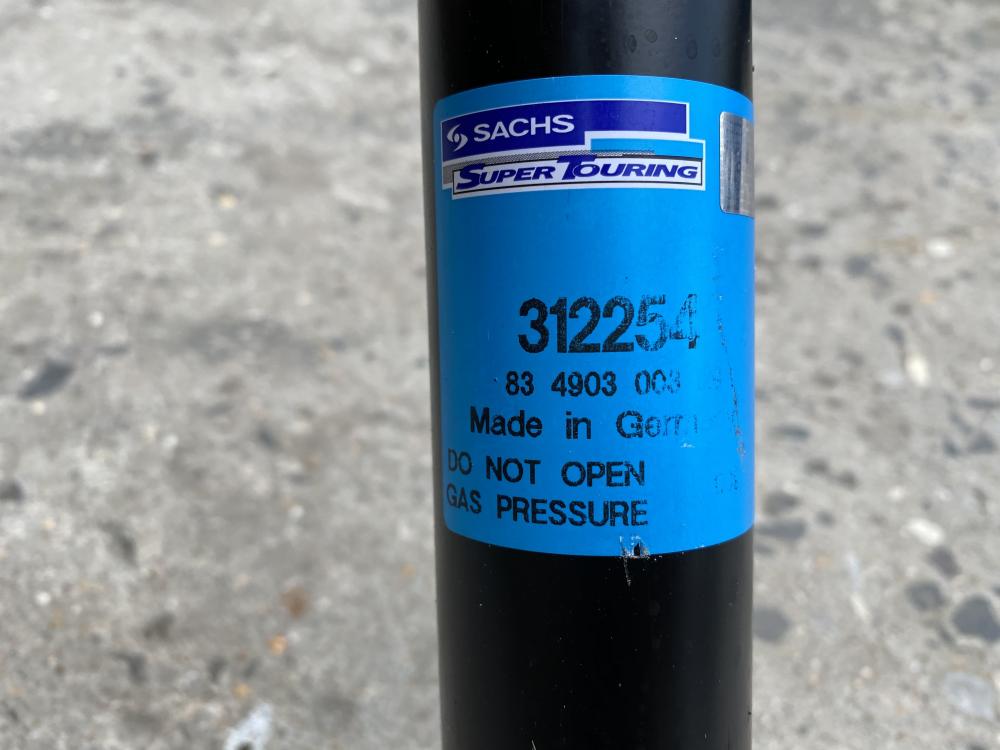 SACHS
SUPER TOURING
312254
83 4903 003
Made in
DO NOT OPEN
GAS PRESSURE